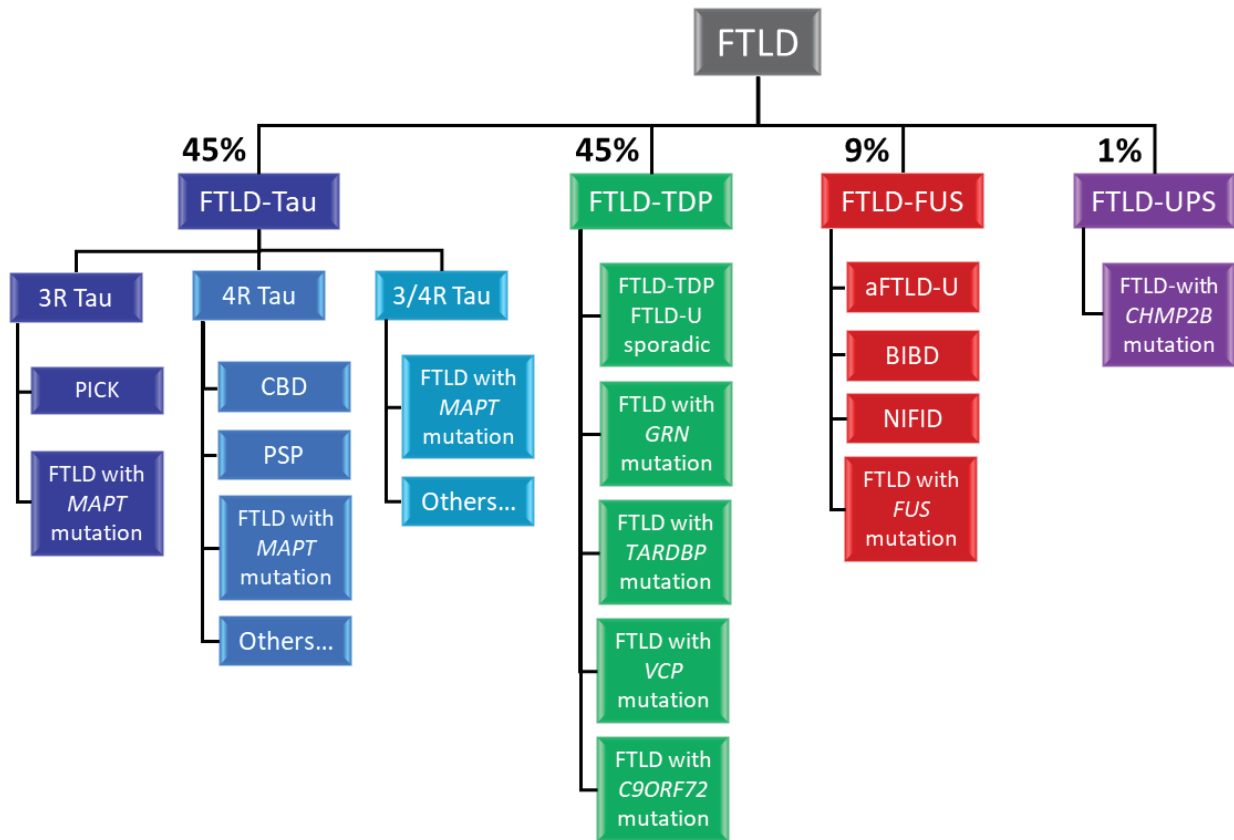 FTLD
45%
45%
9%
1%
FTLD-Tau
FTLD-TDP
FTLD-FUS
FTLD-UPS
3R Tau
4R Tau
3/4R Tau
PICK
FTLD with
MAPT
mutation
CBD
PSP
FTLD with
MAPT
mutation
Others...
FTLD with
MAPT
mutation
Others...
FTLD-TDP
FTLD-U
sporadic
FTLD with
GRN
mutation
FTLD with
TARDBP
mutation
FTLD with
VCP
mutation
FTLD with
C9ORF72
mutation
aFTLD-U
BIBD
NIFID
FTLD with
FUS
mutation
FTLD-with
CHMP2B
mutation